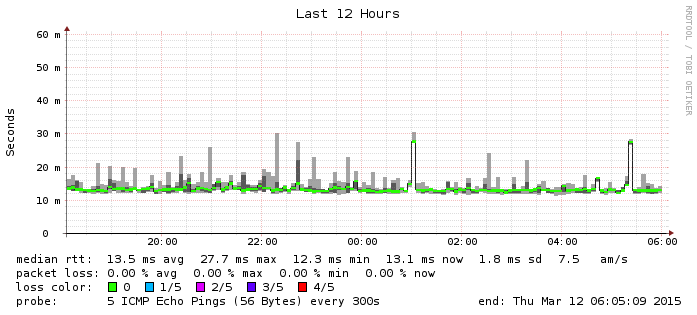 Last 12 Hours
RRDTOOL / TOBI OETIKER
Seconds
60 m
50 m
40 m
30 m
20 m
10 m
0
20:00 22:00 00:00 02:00 04:00 06:00
median rtt: 13.5 ms avg 27.7 ms max 12.3 ms min 13.1 ms now 1.8 ms sd 7.5 am/s
packet loss: 0.00 % avg 0.00 % max 0.00 % min 0.00 % now
loss color: 0 1/5 2/5 3/5 4/5
probe: 5 ICMP Echo Pings (56 Bytes) every 300s end: Thu Mar 12 06:05:09 2015